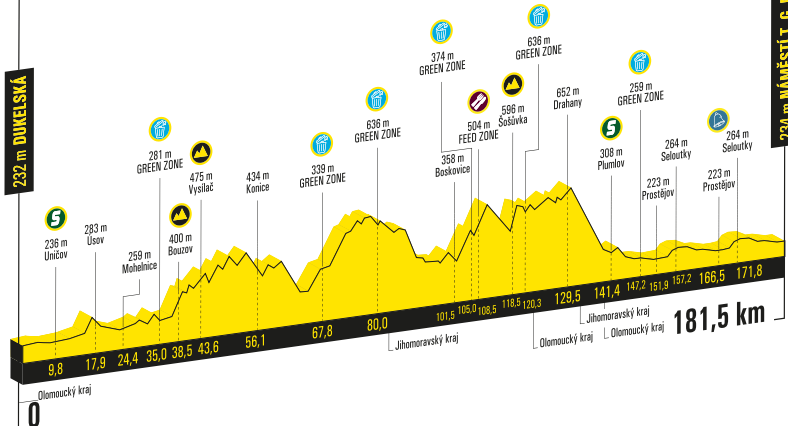 232 m DUKELSKÁ
S
236 m
Uničov
283 m
Úsov
259 m
Mohelnice
281 m
GREEN ZONE
400 m
Bouzov
475 m
Vysílač
434 m
Konice
339 m
GREEN ZONE
636 m
GREEN ZONE
374 m
GREEN ZONE
358 m
Boskovice
504 m
FEED ZONE
596 m
Šošůvka
636 m
GREEN ZONE
652 m
Drahany
S
308 m
Plumlov
259 m
GREEN ZONE
223 m
Prostějov
264 m
Seloutky
223 m
Prostějov
264 m
Seloutky
234 m NÁMĚSTÍ T. G.
9,8
17,9
24,4
35,0
38,5
43,6
56,1
67,8
80,0
101,5
105,0
108,5
118,5
120,3
129,5
141,4
147,2
151,9
157,2
166,5
171,8
181,5 km
Olomoucký kraj
Jihomoravský kraj
Olomoucký kraj
Jihomoravský kraj
Olomoucký kraj
0